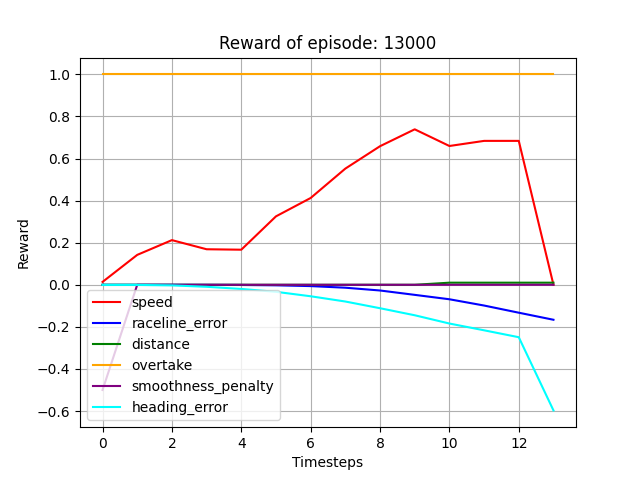 Reward of episode: 13000
1.0
0.8
0.6
0.4
0.2
0.0
−0.2
−0.4
−0.6
Reward
speed
raceline_error
distance
overtake
smoothness_penalty
heading_error
0 2 4 6 8 10 12
Timesteps